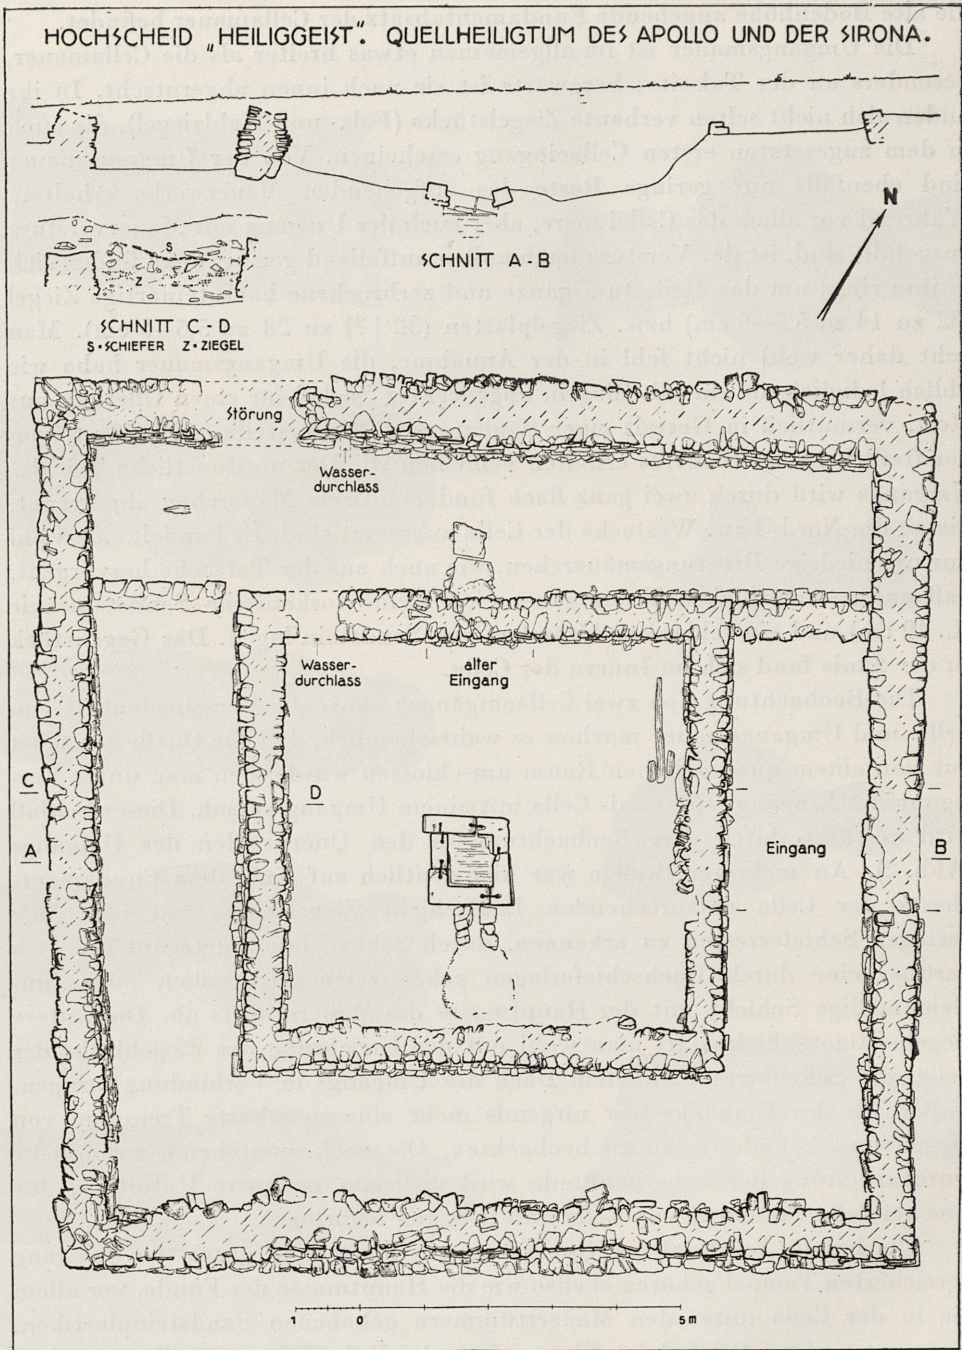 HOCHSCHEID „HEILIGGEIST“. QUELLHEILIGTUM DES APOLLO UND DER SIRONA.
N
SCHNITT A-B
S
Z
SCHNITT C-D
S·SCHIEFER Z·ZIEGEL
Störung
Wasser-
durchlass
Wasser-
durchlass
alter
Eingang
C
D
A
Eingang
B
1 0 5m